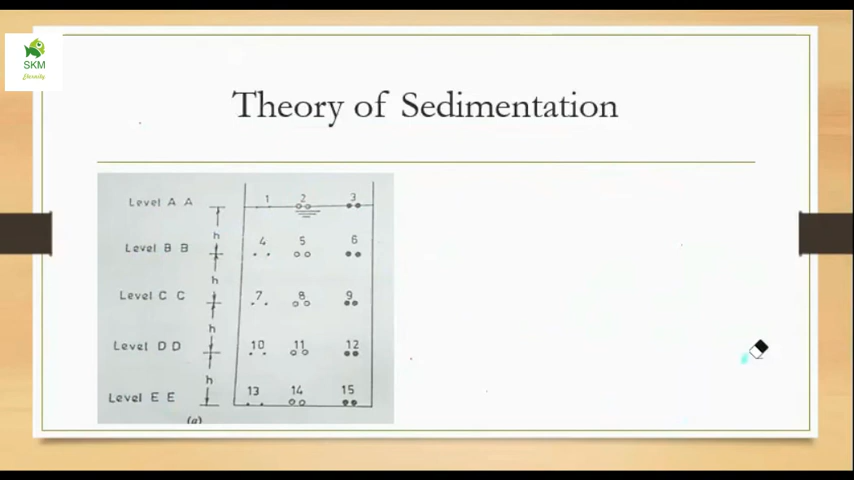 SKM
Eternity
Theory of Sedimentation
Level A A
1 2 3
h
Level B B
4 5 6
h
Level C C
7 8 9
h
Level D D
10 11 12
h
Level E E
13 14 15
(a)